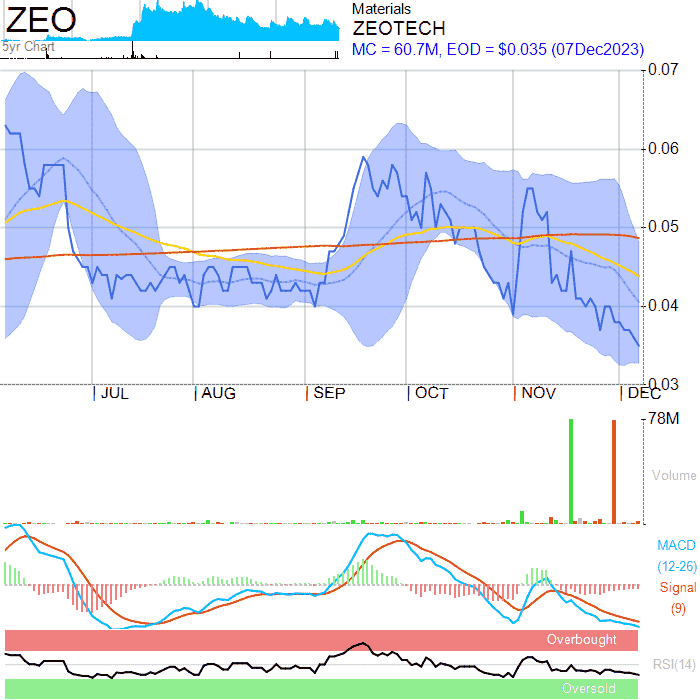 ZEO
5yr Chart
Materials
ZEOTECH
MC = 60.7M, EOD = $0.035 (07Dec2023)
0.07
0.06
0.05
0.04
0.03
JUL AUG SEP OCT NOV DEC
78M
Volume
MACD
(12-26)
Signal
(9)
Overbought
RSI(14)
Oversold